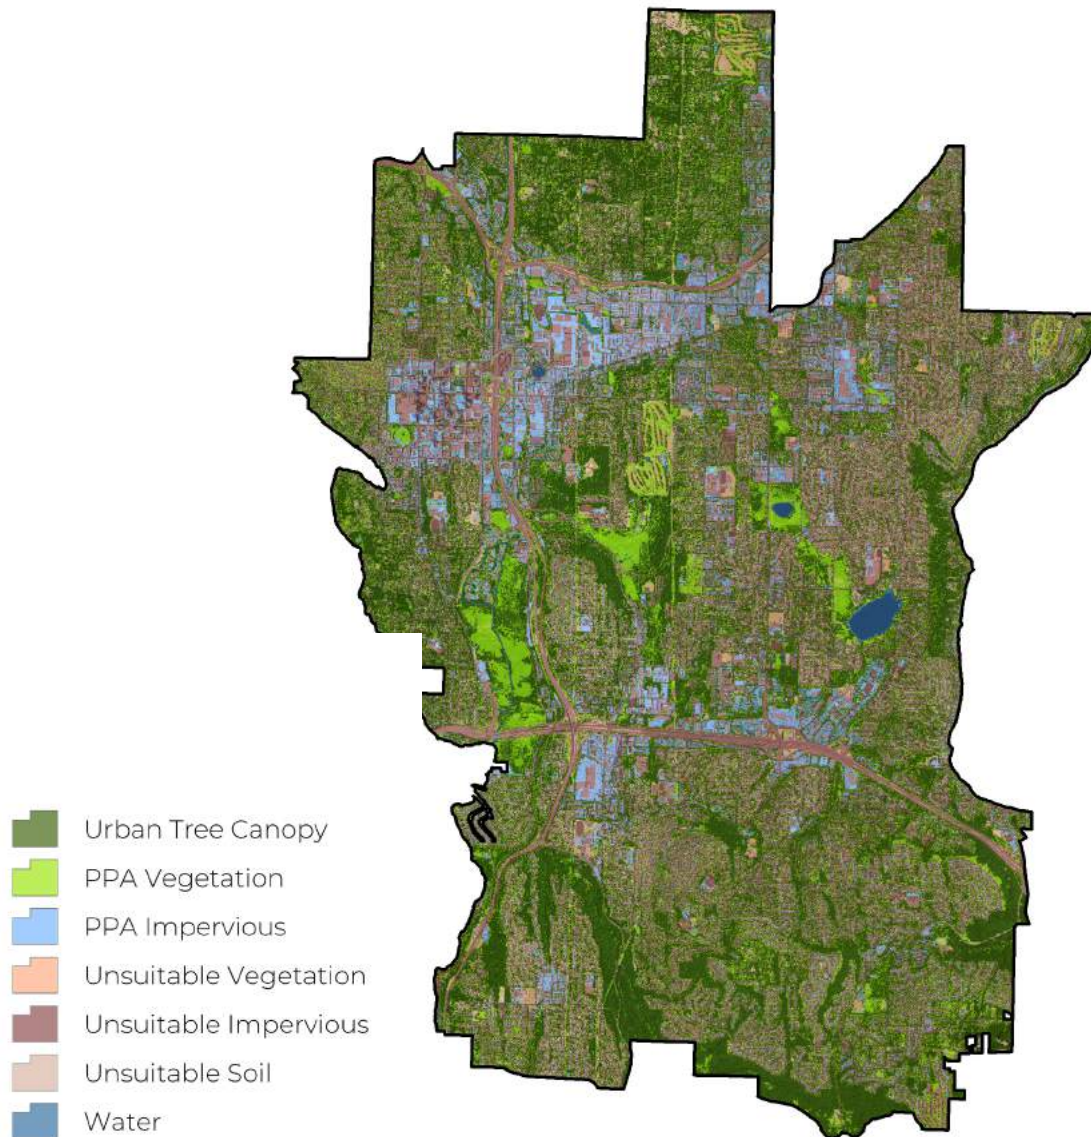 Urban Tree Canopy
PPA Vegetation
PPA Impervious
Unsuitable Vegetation
Unsuitable Impervious
Unsuitable Soil
Water